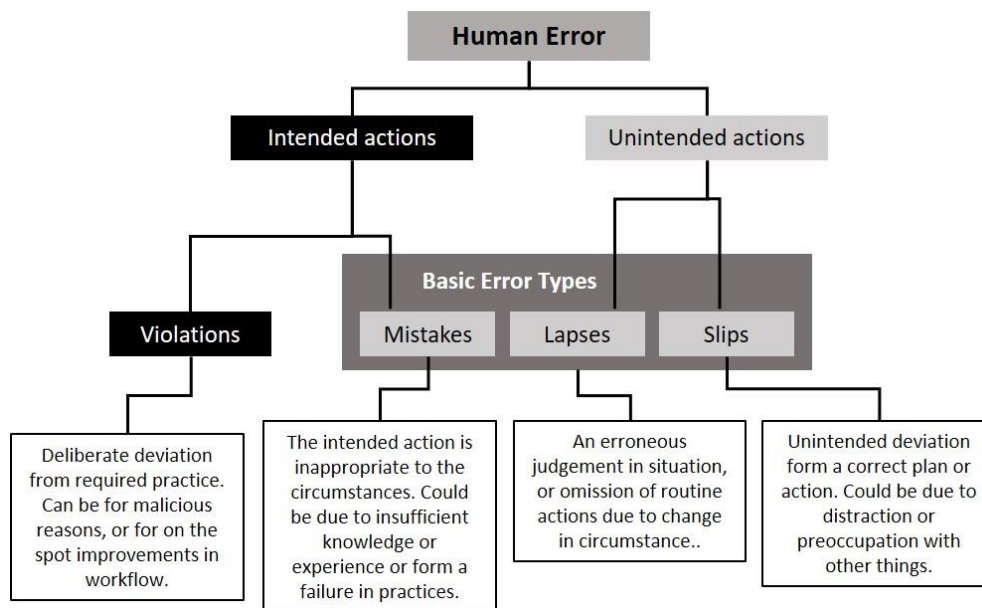 Human Error
Intended actions
Unintended actions
Basic Error Types
Violations
Mistakes
Lapses
Slips
Deliberate deviation
from required practice.
Can be for malicious
reasons, or for on the
spot improvements in
workflow.
The intended action is
inappropriate to the
circumstances. Could
be due to insufficient
knowledge or
experience or form a
failure in practices.
An erroneous
judgement in situation,
or omission of routine
actions due to change
in circumstance..
Unintended deviation
form a correct plan or
action. Could be due to
distraction or
preoccupation with
other things.